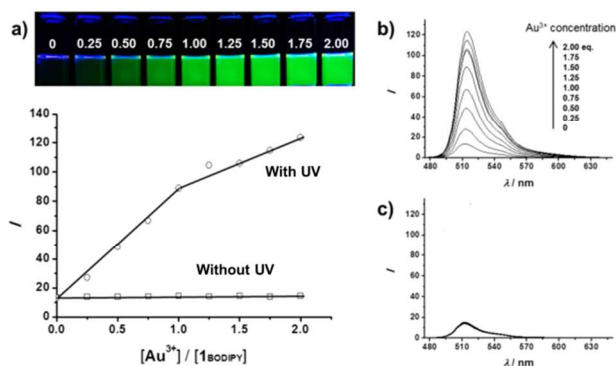 a)
0 0.25 0.50 0.75 1.00 1.25 1.50 1.75 2.00
140
120
100
80
60
40
20
0
I
With UV
Without UV
0.0 0.5 1.0 1.5 2.0
[Au³⁺] / [1BODIPY]
b)
Au³⁺ concentration
2.00 eq.
1.75
1.50
1.25
1.00
0.75
0.50
0.25
0
120
100
80
60
40
20
0
I
480 510 540 570 600 630
λ/ nm
c)
120
100
80
60
40
20
0
I
480 510 540 570 600 630
λ/ nm